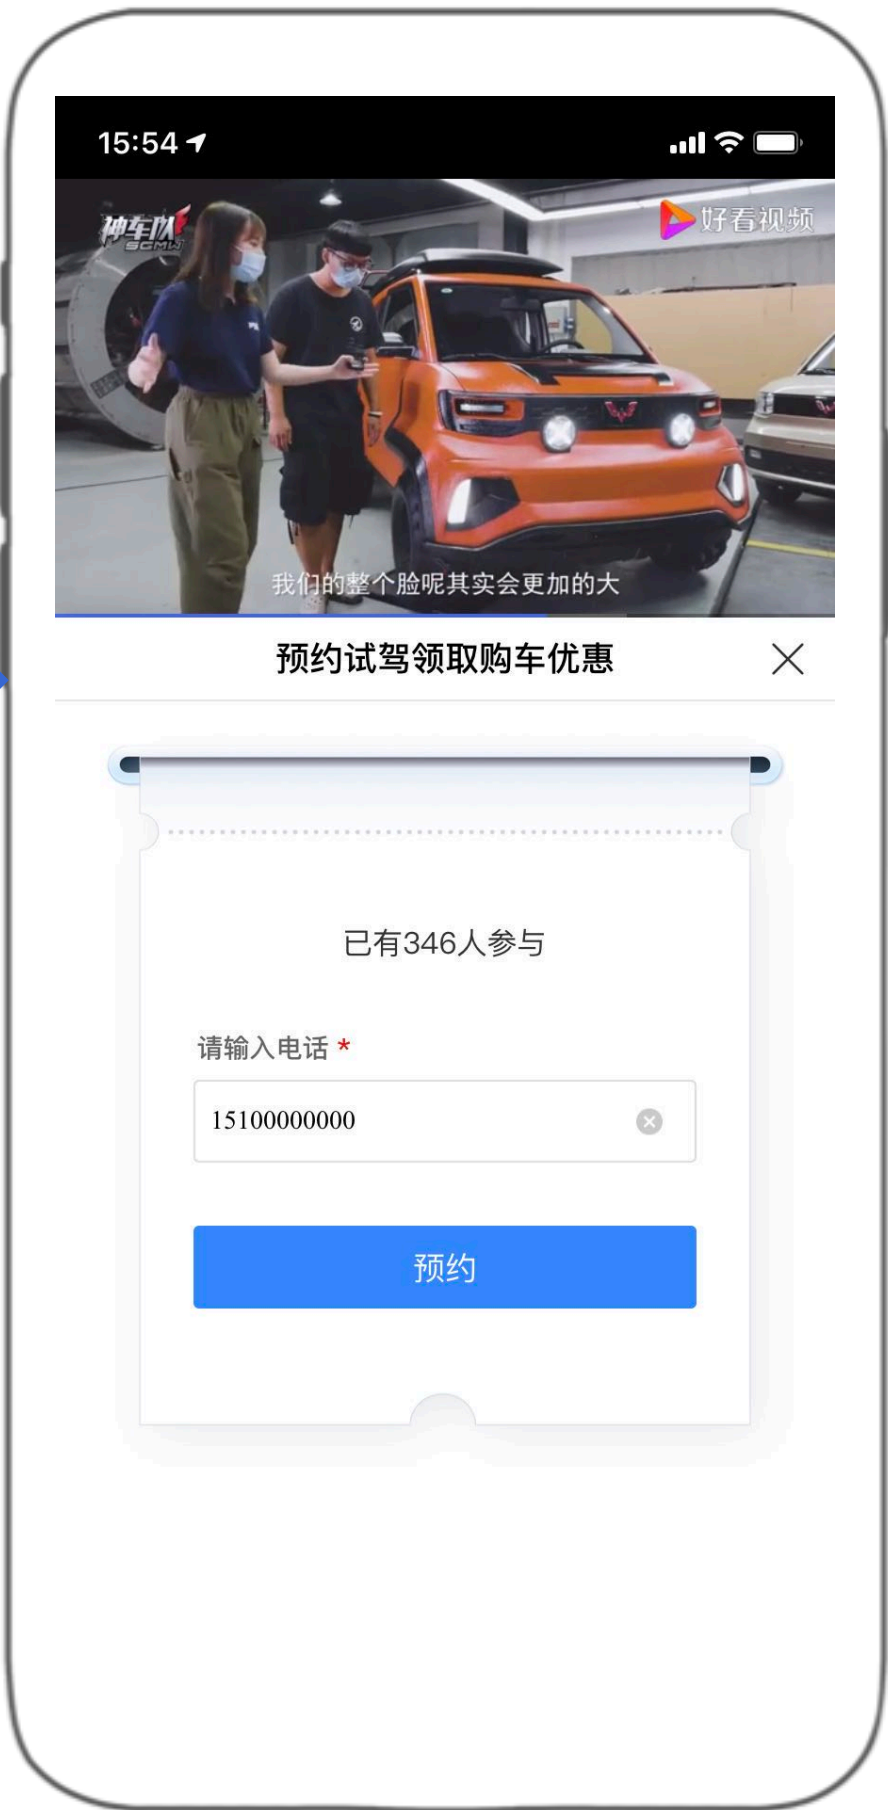 15:54
神车队
SGMW
好看视频
我们的整个脸呢其实会更加的大
预约试驾领取购车优惠
已有346人参与
请输入电话 *
15100000000
预约